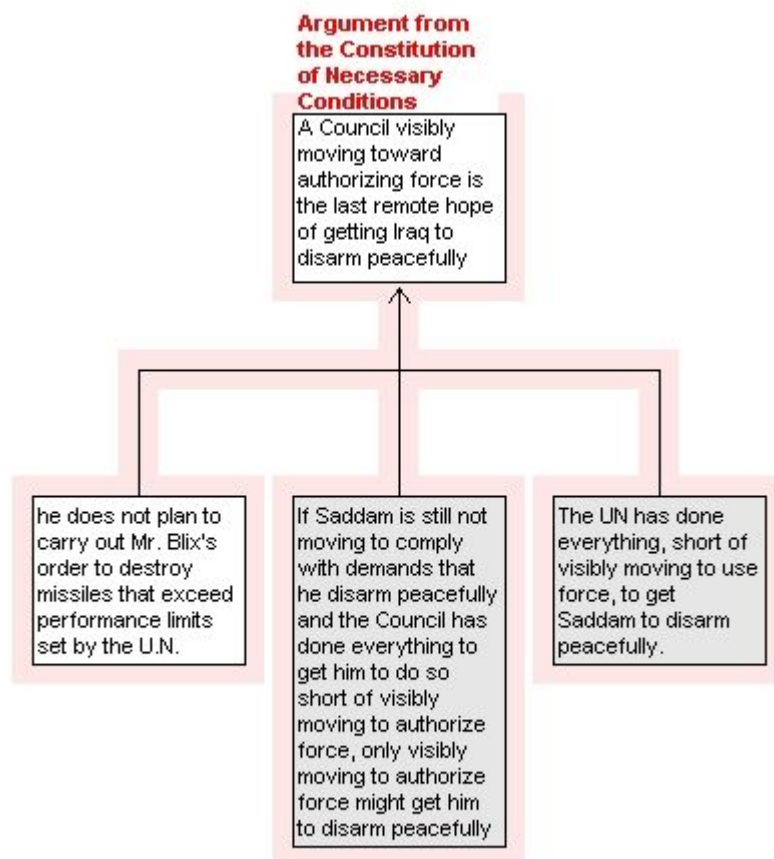 Argument from
the Constitution
of Necessary
Conditions
A Council visibly
moving toward
authorizing force is
the last remote hope
of getting Iraq to
disarm peacefully
he does not plan to
carry out Mr. Blix's
order to destroy
missiles that exceed
performance limits
set by the U.N.
If Saddam is still not
moving to comply
with demands that
he disarm peacefully
and the Council has
done everything to
get him to do so
short of visibly
moving to authorize
force, only visibly
moving to authorize
force might get him
to disarm peacefully
The UN has done
everything, short of
visibly moving to use
force, to get
Saddam to disarm
peacefully.